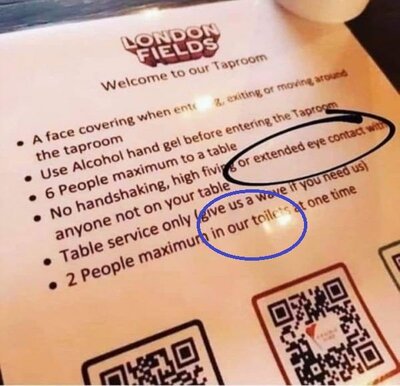 LONDON
FIELDS
Welcome to our Taproom
• A face covering when exiting or moving around
the taproom
• Use Alcohol hand gel before entering the Taproom
• 6 People maximum to a table
• No handshaking, high fiving or extended eye contact with
anyone not on your table
• Table service only (give us a wave if you need us)
• 2 People maximum in our toilets at one time